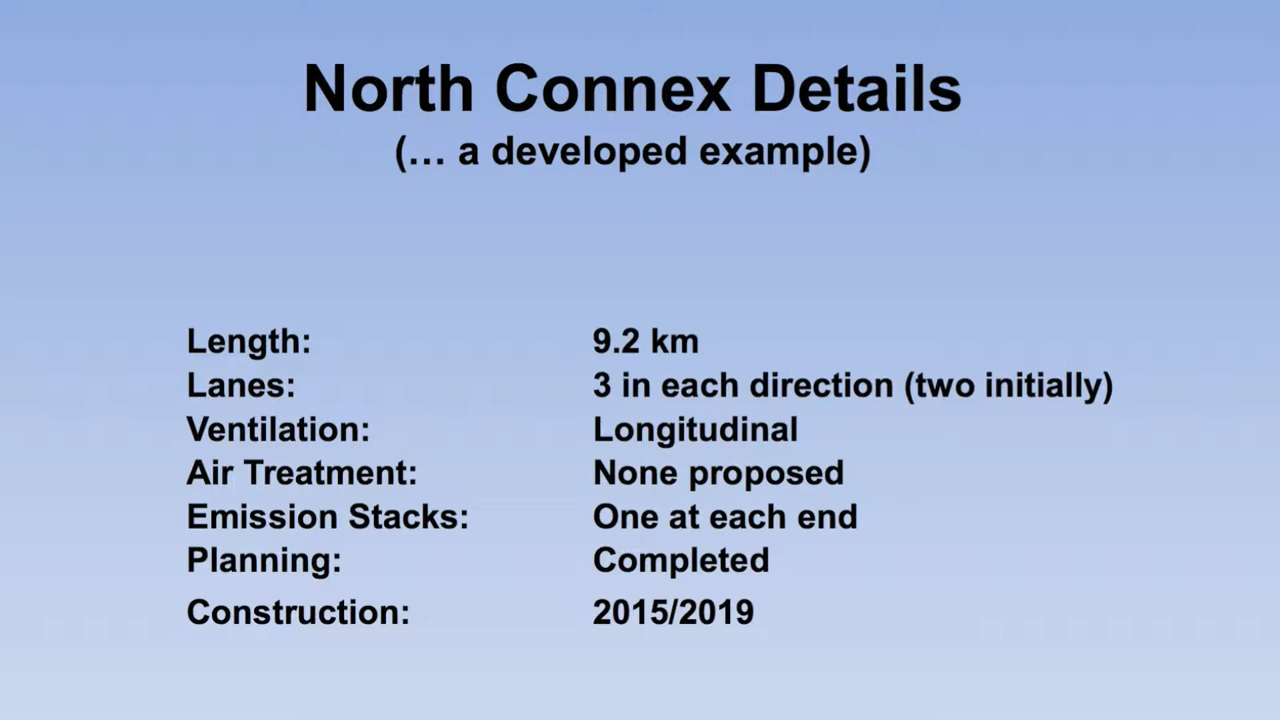 North Connex Details
(… a developed example)
Length: 9.2 km
Lanes: 3 in each direction (two initially)
Ventilation: Longitudinal
Air Treatment: None proposed
Emission Stacks: One at each end
Planning: Completed
Construction: 2015/2019